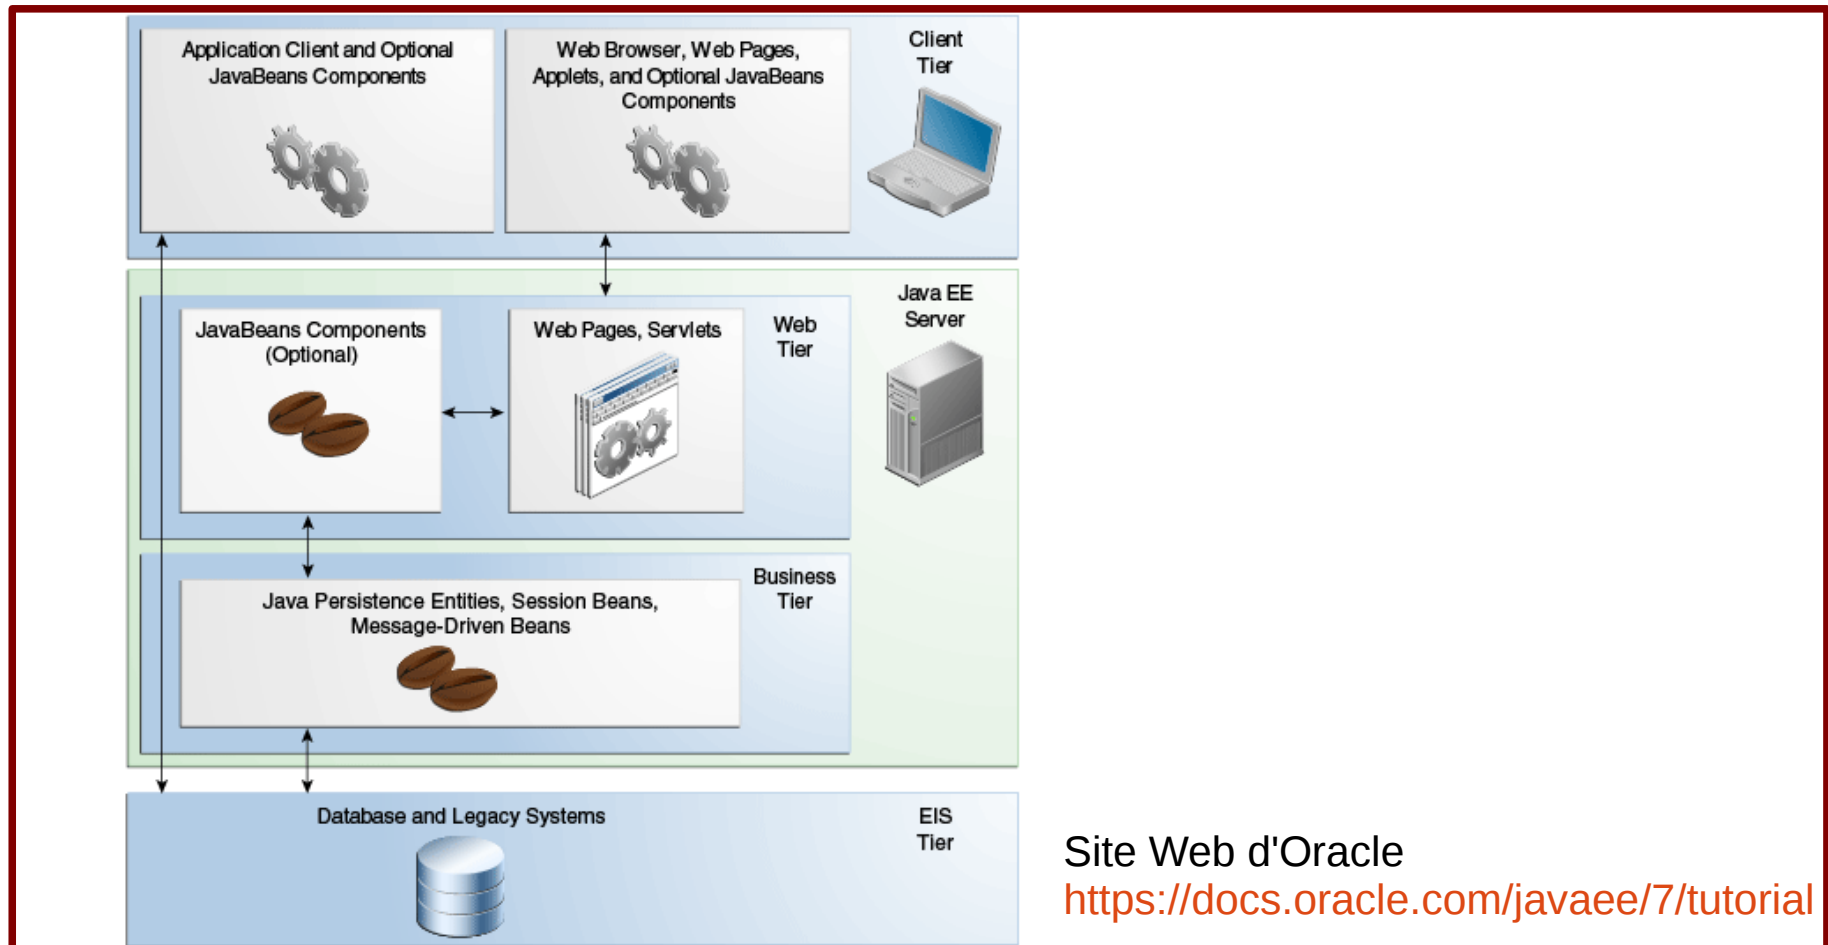 Application Client and Optional
JavaBeans Components
Web Browser, Web Pages,
Applets, and Optional JavaBeans
Components
Client
Tier
Java EE
Server
JavaBeans Components
(Optional)
Web Pages, Servlets
Web
Tier
Business
Tier
Java Persistence Entities, Session Beans,
Message-Driven Beans
Database and Legacy Systems
EIS
Tier
Site Web d'Oracle
https://docs.oracle.com/javaee/7/tutorial